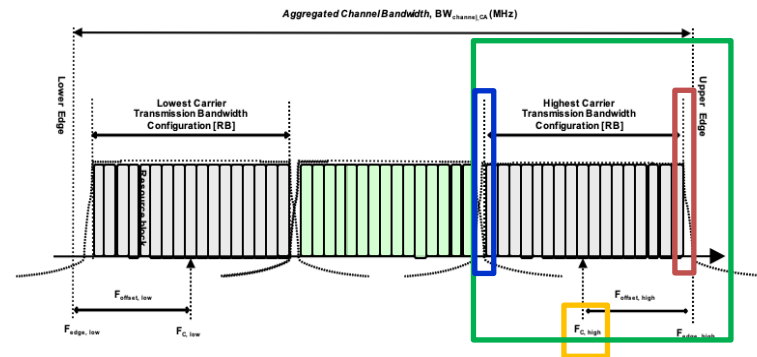 Aggregated Channel Bandwidth, BWchannel_CA (MHz)
Lower Edge
Upper Edge
Lowest Carrier
Transmission Bandwidth
Configuration [RB]
Highest Carrier
Transmission Bandwidth
Configuration [RB]
Resource block
Foffset, low
Foffset, high
Fedge, low
FC, low
FC, high
Fedge, high